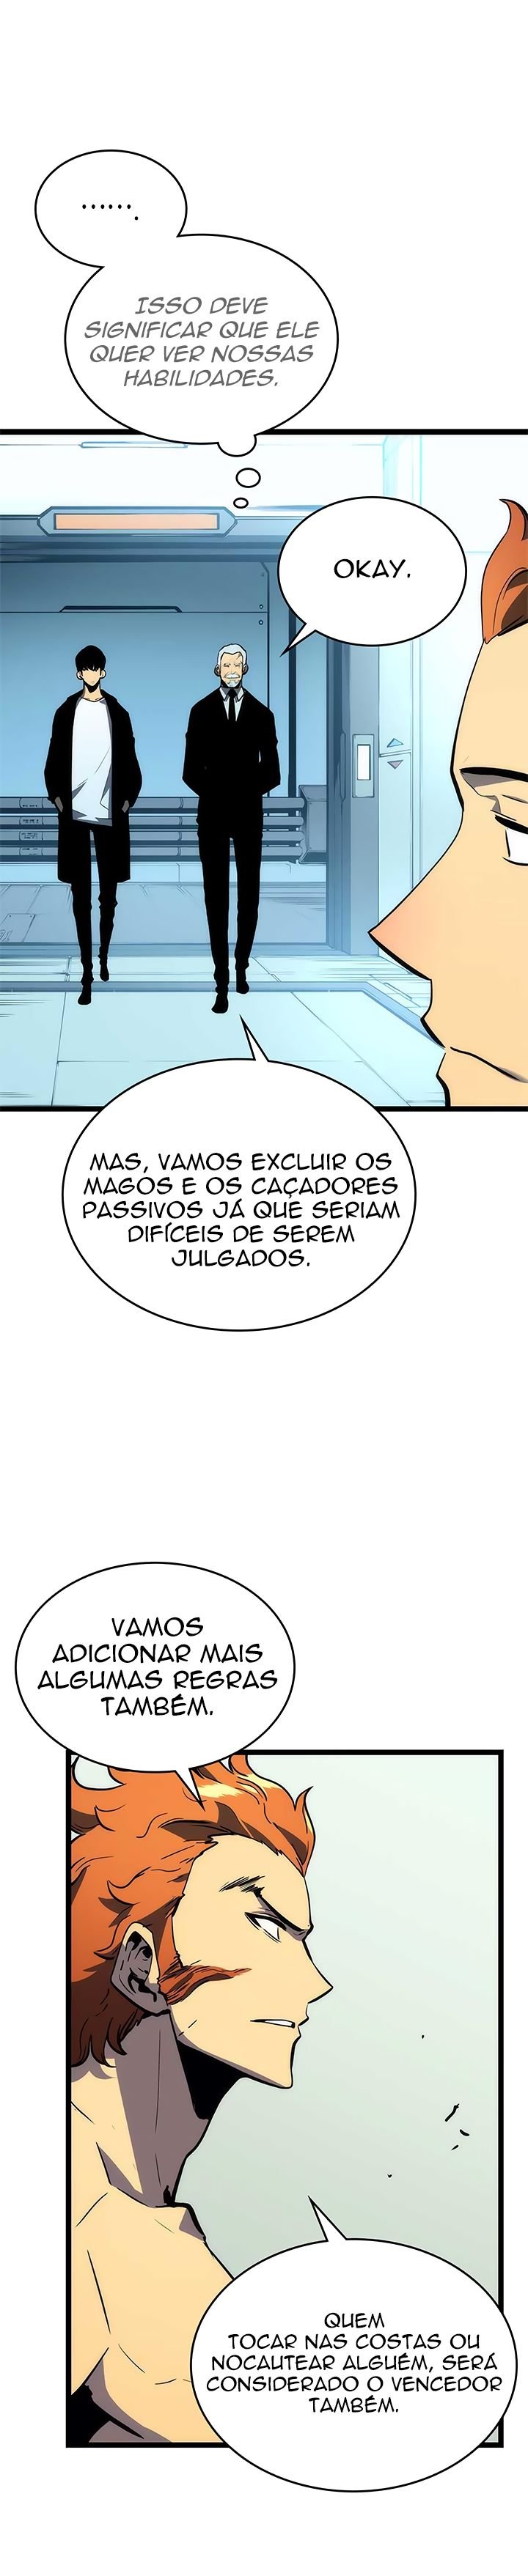 .......
ISSO DEVE
SIGNIFICAR QUE ELE
QUER VER NOSSAS
HABILIDADES.
OKAY.
MAS, VAMOS EXCLUIR OS
MAGOS E OS CAÇADORES
PASSIVOS JÁ QUE SERIAM
DIFÍCEIS DE SEREM
JULGADOS.
VAMOS
ADICIONAR MAIS
ALGUMAS REGRAS
TAMBÉM.
QUEM
TOCAR NAS COSTAS OU
NOCAUTEAR ALGUÉM, SERÁ
CONSIDERADO O VENCEDOR
TAMBÉM.